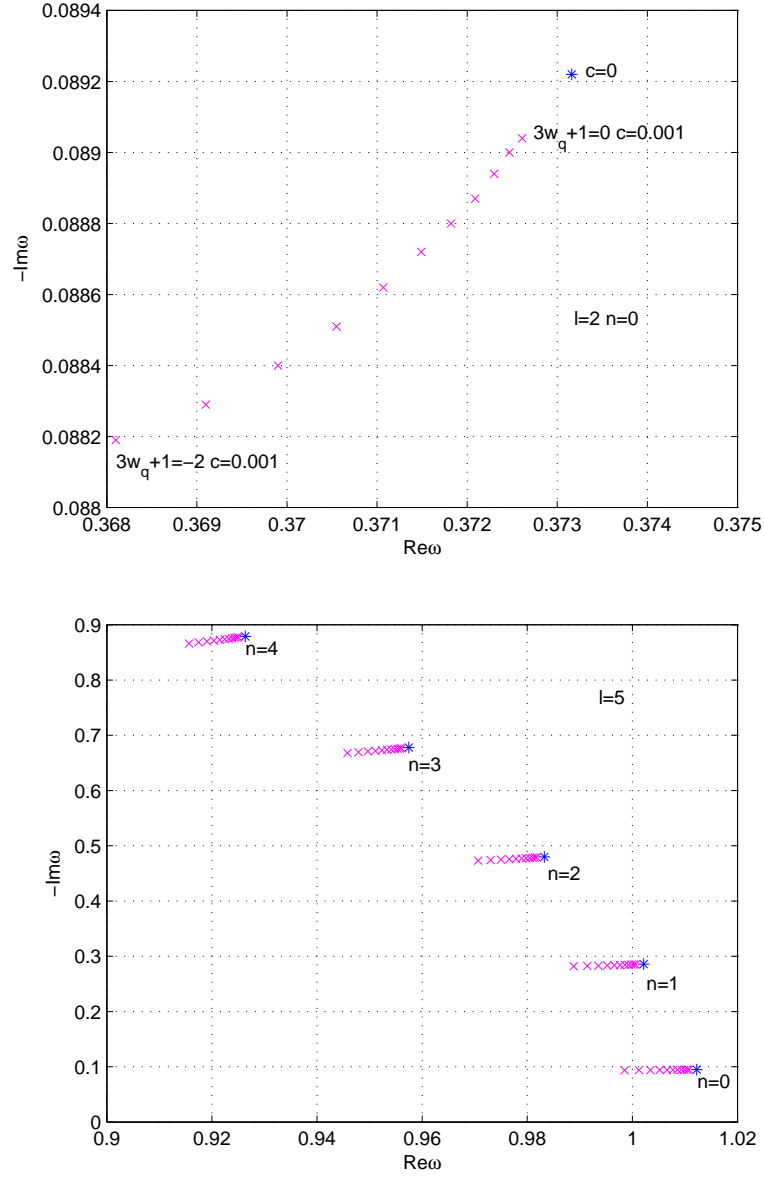 0.0894
0.0892
c=0
3w_q+1=0 c=0.001
0.089
0.0888
−Imω
0.0886
l=2 n=0
0.0884
0.0882
3w_q+1=−2 c=0.001
0.088
0.368 0.369 0.37 0.371 0.372 0.373 0.374 0.375
Reω
0.9
n=4
0.8
l=5
0.7
n=3
0.6
0.5
−Imω
n=2
0.4
0.3
n=1
0.2
0.1
n=0
0
0.9 0.92 0.94 0.96 0.98 1 1.02
Reω